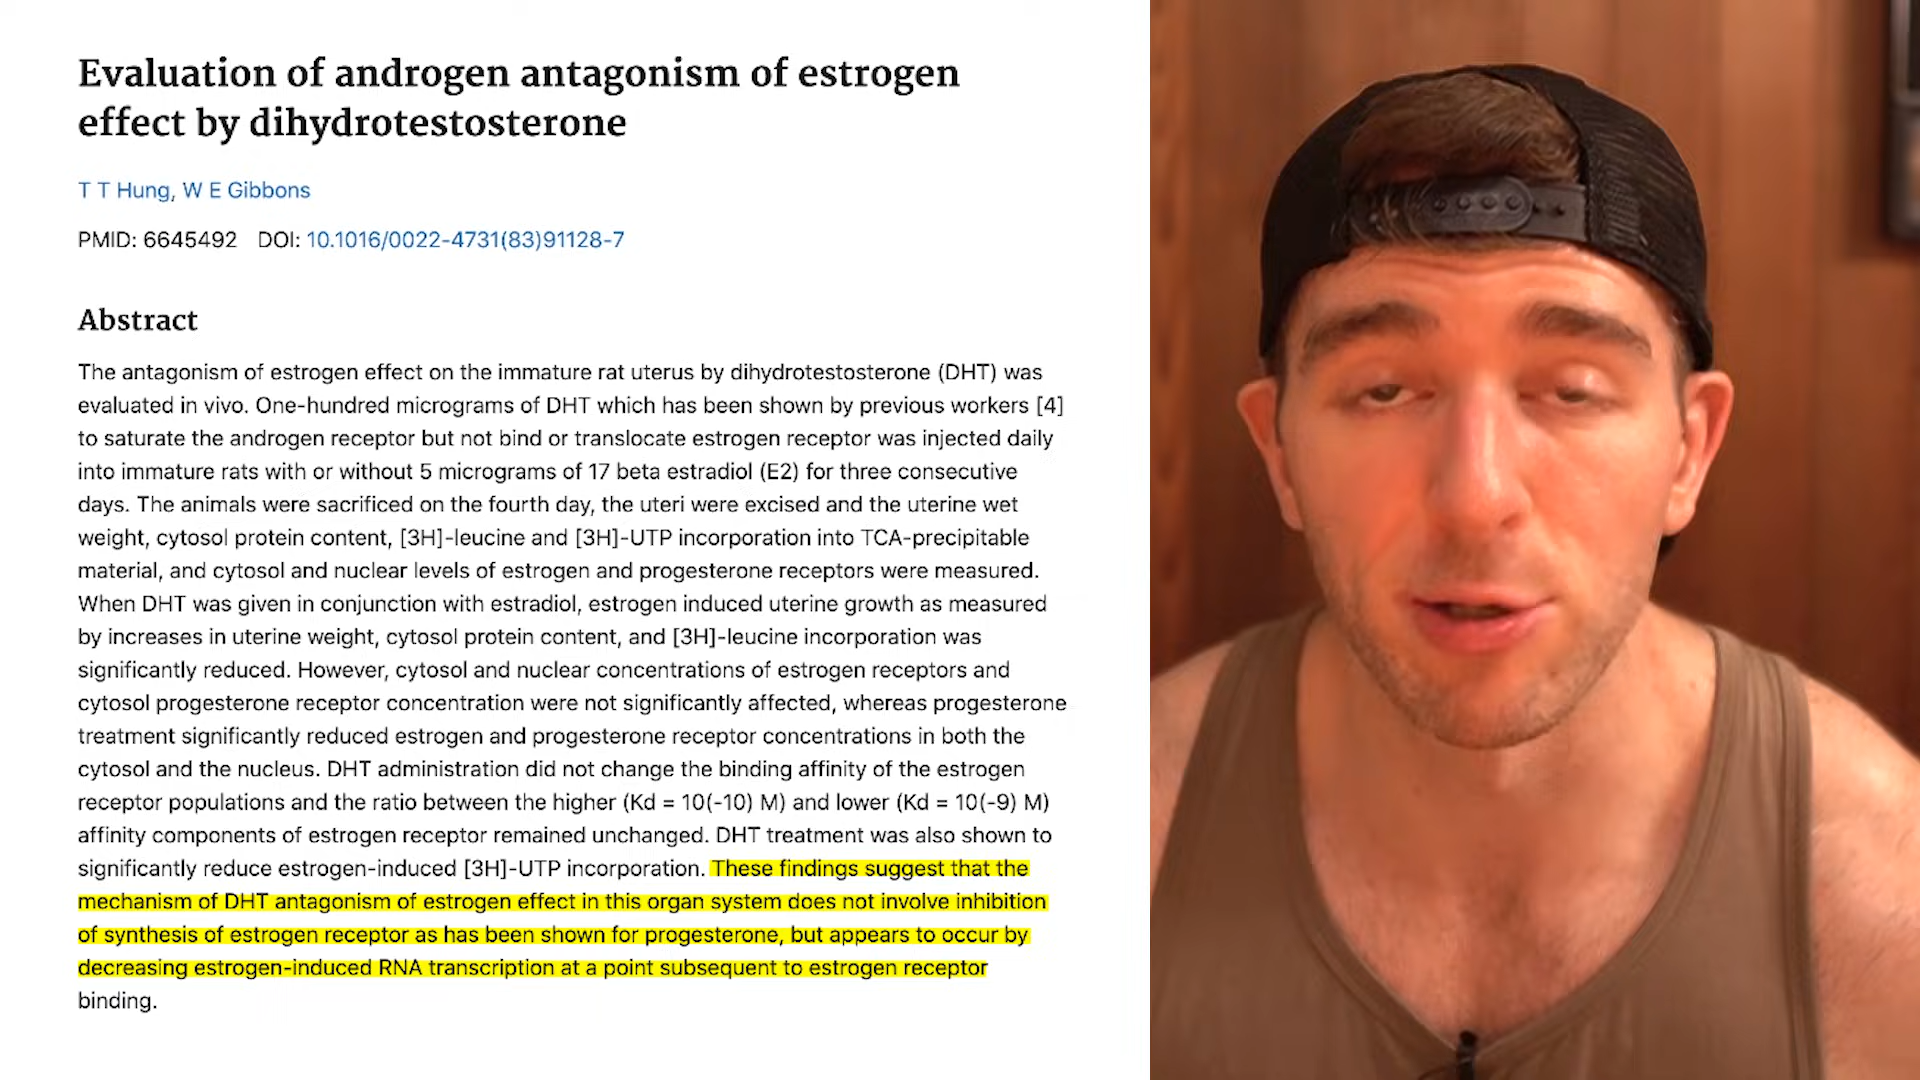 Evaluation of androgen antagonism of estrogen
effect by dihydrotestosterone
T T Hung, W E Gibbons
PMID: 6645492 DOI: 10.1016/0022-4731(83)91128-7
Abstract
The antagonism of estrogen effect on the immature rat uterus by dihydrotestosterone (DHT) was
evaluated in vivo. One-hundred micrograms of DHT which has been shown by previous workers [4]
to saturate the androgen receptor but not bind or translocate estrogen receptor was injected daily
into immature rats with or without 5 micrograms of 17 beta estradiol (E2) for three consecutive
days. The animals were sacrificed on the fourth day, the uteri were excised and the uterine wet
weight, cytosol protein content, [3H]-leucine and [3H]-UTP incorporation into TCA-precipitable
material, and cytosol and nuclear levels of estrogen and progesterone receptors were measured.
When DHT was given in conjunction with estradiol, estrogen induced uterine growth as measured
by increases in uterine weight, cytosol protein content, and [3H]-leucine incorporation was
significantly reduced. However, cytosol and nuclear concentrations of estrogen receptors and
cytosol progesterone receptor concentration were not significantly affected, whereas progesterone
treatment significantly reduced estrogen and progesterone receptor concentrations in both the
cytosol and the nucleus. DHT administration did not change the binding affinity of the estrogen
receptor populations and the ratio between the higher (Kd = 10(-10) M) and lower (Kd = 10(-9) M)
affinity components of estrogen receptor remained unchanged. DHT treatment was also shown to
significantly reduce estrogen-induced [3H]-UTP incorporation. These findings suggest that the
mechanism of DHT antagonism of estrogen effect in this organ system does not involve inhibition
of synthesis of estrogen receptor as has been shown for progesterone, but appears to occur by
decreasing estrogen-induced RNA transcription at a point subsequent to estrogen receptor
binding.